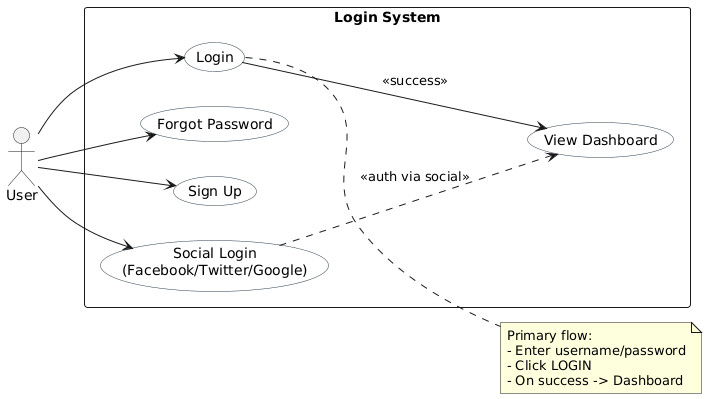 Login System
Login
«success»
Forgot Password
View Dashboard
«auth via social»
User
Sign Up
Social Login
(Facebook/Twitter/Google)
Primary flow:
- Enter username/password
- Click LOGIN
- On success -> Dashboard